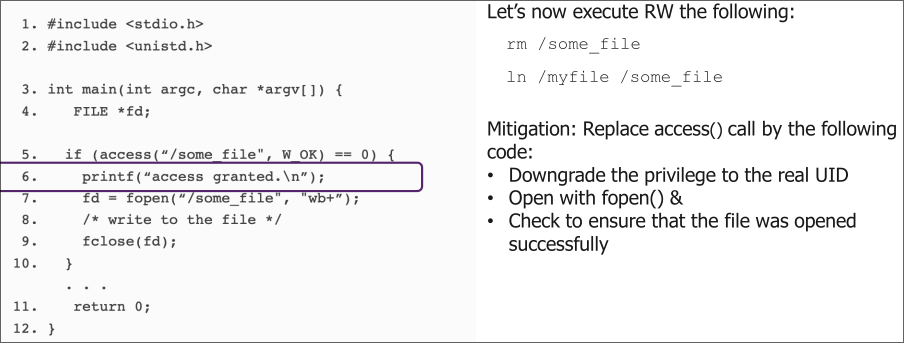 1. #include <stdio.h>
2. #include <unistd.h>
3. int main(int argc, char *argv[]) {
4. FILE *fd;
5. if (access(“/some_file", W_OK) == 0) {
6. printf(“access granted.\n”);
7. fd = fopen(“/some_file", "wb+”);
8. /* write to the file */
9. fclose(fd);
10. }
. . .
11. return 0;
12. }
Let’s now execute RW the following:
rm /some_file
ln /myfile /some_file
Mitigation: Replace access() call by the following
code:
• Downgrade the privilege to the real UID
• Open with fopen() &
• Check to ensure that the file was opened
successfully